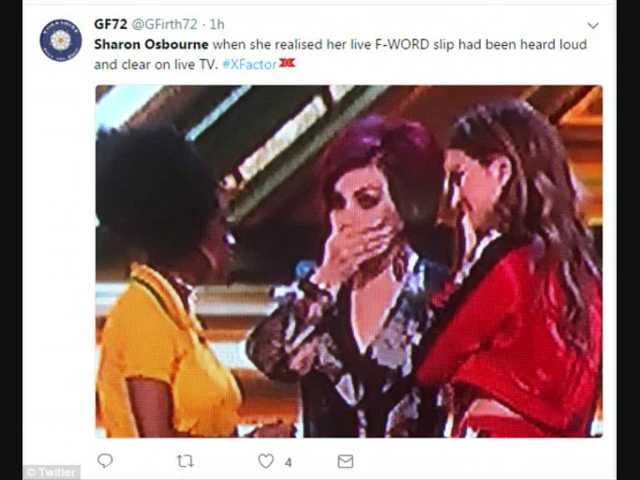 GF72 @GFirth72 · 1h
Sharon Osbourne when she realised her live F-WORD slip had been heard loud
and clear on live TV. #XFactor
4
© Twitter